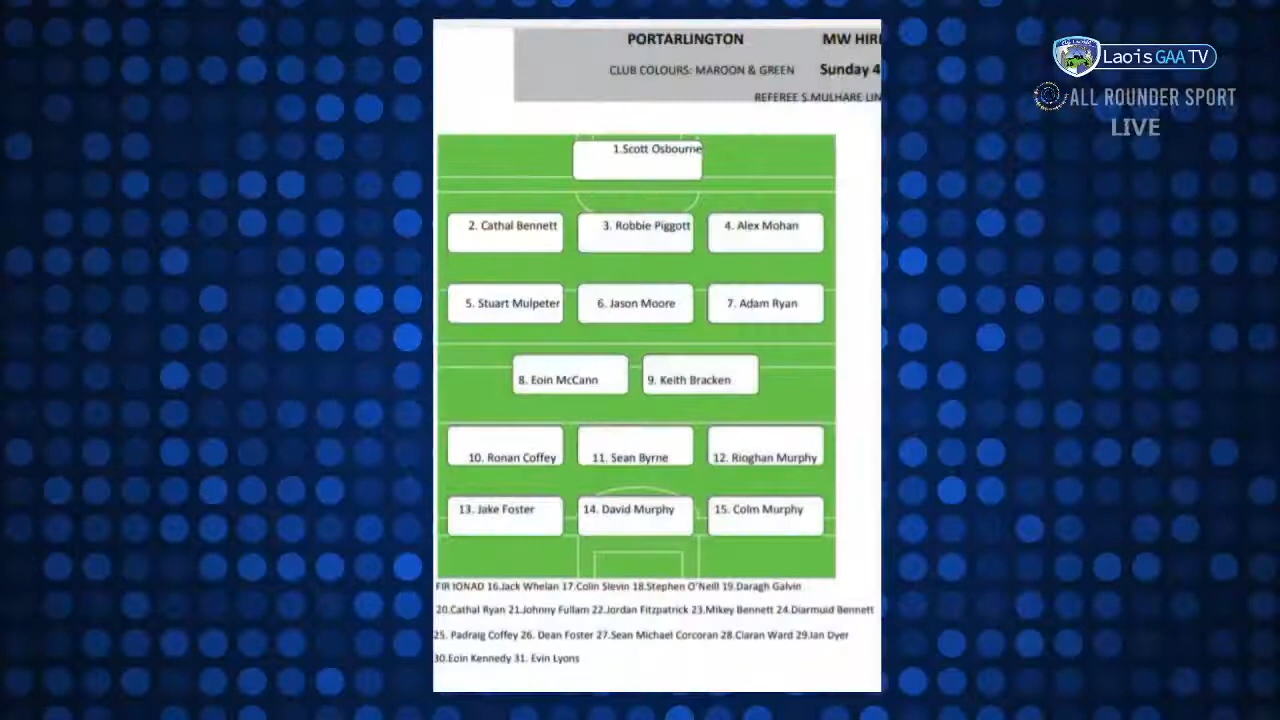 PORTARLINGTON MW HIRE
CLUB COLOURS: MAROON & GREEN Sunday 4
REFEREE S.MULHARE LIN
Laois GAA TV
ALL ROUNDER SPORT
LIVE
1.Scott Osbourne
2. Cathal Bennett 3. Robbie Piggott 4. Alex Mohan
5. Stuart Mulpeter 6. Jason Moore 7. Adam Ryan
8. Eoin McCann 9. Keith Bracken
10. Ronan Coffey 11. Sean Byrne 12. Rioghan Murphy
13. Jake Foster 14. David Murphy 15. Colm Murphy
FIR IONAD 16.Jack Whelan 17.Colin Slevin 18.Stephen O'Neill 19.Daragh Galvin
20.Cathal Ryan 21.Johnny Fullam 22.Jordan Fitzpatrick 23.Mikey Bennett 24.Diarmuid Bennett
25. Padraig Coffey 26. Dean Foster 27.Sean Michael Corcoran 28.Ciaran Ward 29.Ian Dyer
30.Eoin Kennedy 31. Evin Lyons